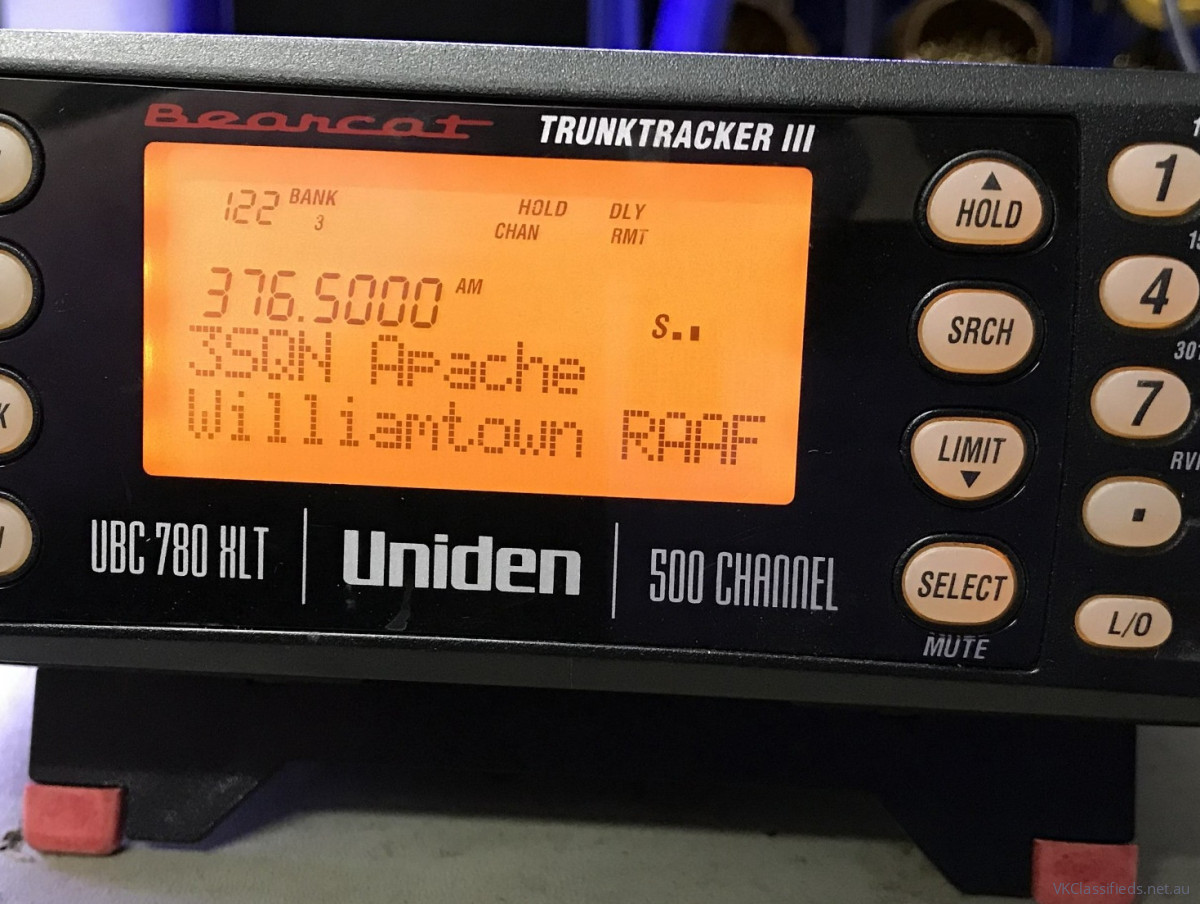 Bearcat TRUNKTRACKER III
122 BANK HOLD DLY
3 CHAN RMT
376.5000 AM
S
3SQN Apache
Williamtown RAAF
UBC 780 XLT Uniden 500 CHANNEL
HOLD
SRCH
LIMIT
SELECT
MUTE
1
4
7
.
L/O
VKClassifieds.net.au